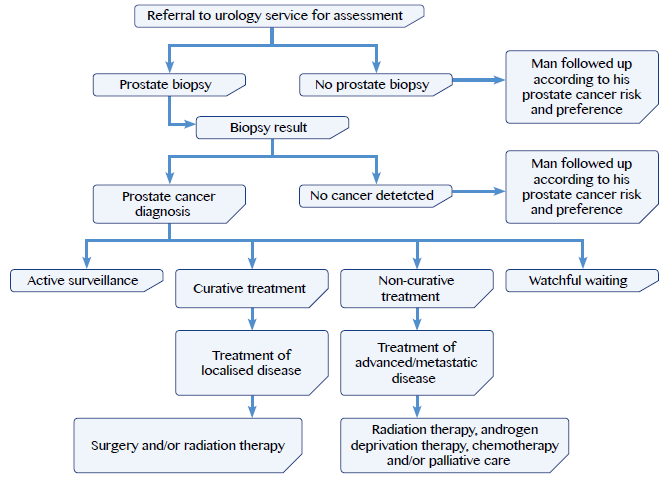 Referral to urology service for assessment
Prostate biopsy
No prostate biopsy
Man followed up
according to his
prostate cancer risk
and preference
Biopsy result
Prostate cancer
diagnosis
No cancer detetcted
Man followed up
according to his
prostate cancer risk
and preference
Active surveillance
Curative treatment
Non-curative
treatment
Watchful waiting
Treatment of
localised disease
Treatment of
advanced/metastatic
disease
Surgery and/or radiation therapy
Radiation therapy, androgen
deprivation therapy, chemotherapy
and/or palliative care